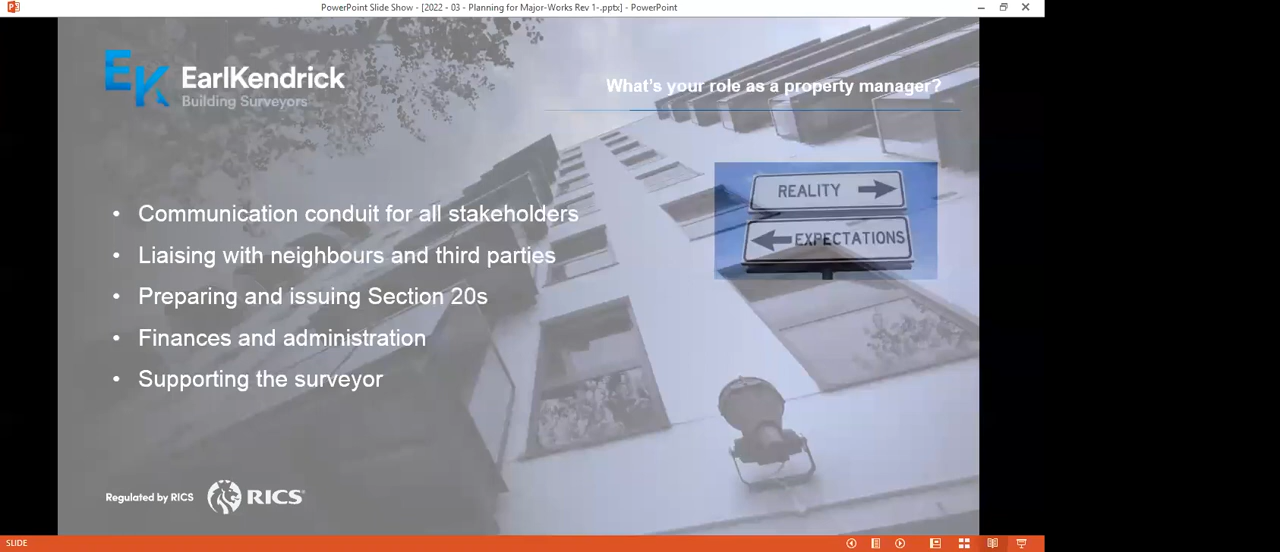 PowerPoint Slide Show - [2022 - 03 - Planning for Major-Works Rev 1-.pptx] - PowerPoint
EK EarlKendrick
Building Surveyors
What's your role as a property manager?
REALITY
EXPECTATIONS
• Communication conduit for all stakeholders
• Liaising with neighbours and third parties
• Preparing and issuing Section 20s
• Finances and administration
• Supporting the surveyor
Regulated by RICS
RICS
SLIDE